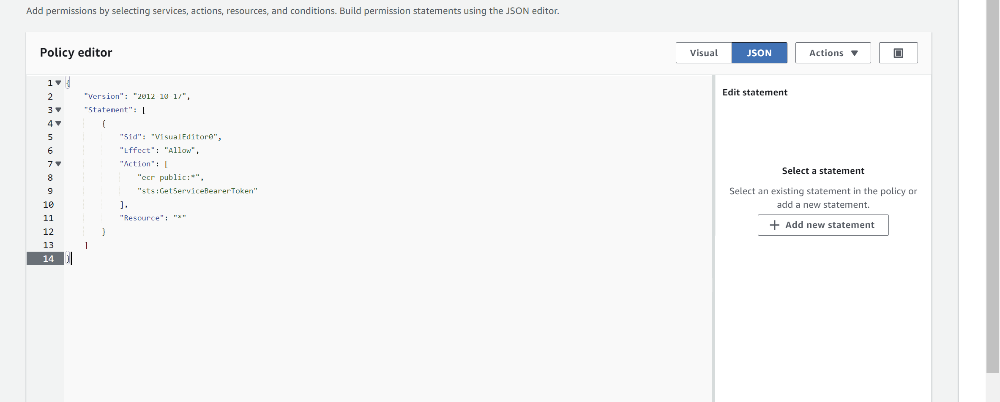 Add permissions by selecting services, actions, resources, and conditions. Build permission statements using the JSON editor.
Policy editor
Visual
JSON
Actions
1 {
2 "Version": "2012-10-17",
3 "Statement": [
4 {
5 "Sid": "VisualEditor0",
6 "Effect": "Allow",
7 "Action": [
8 "ecr-public:*",
9 "sts:GetServiceBearerToken"
10 ],
11 "Resource": "*"
12 }
13 ]
14 }
Edit statement
Select a statement
Select an existing statement in the policy or
add a new statement.
Add new statement